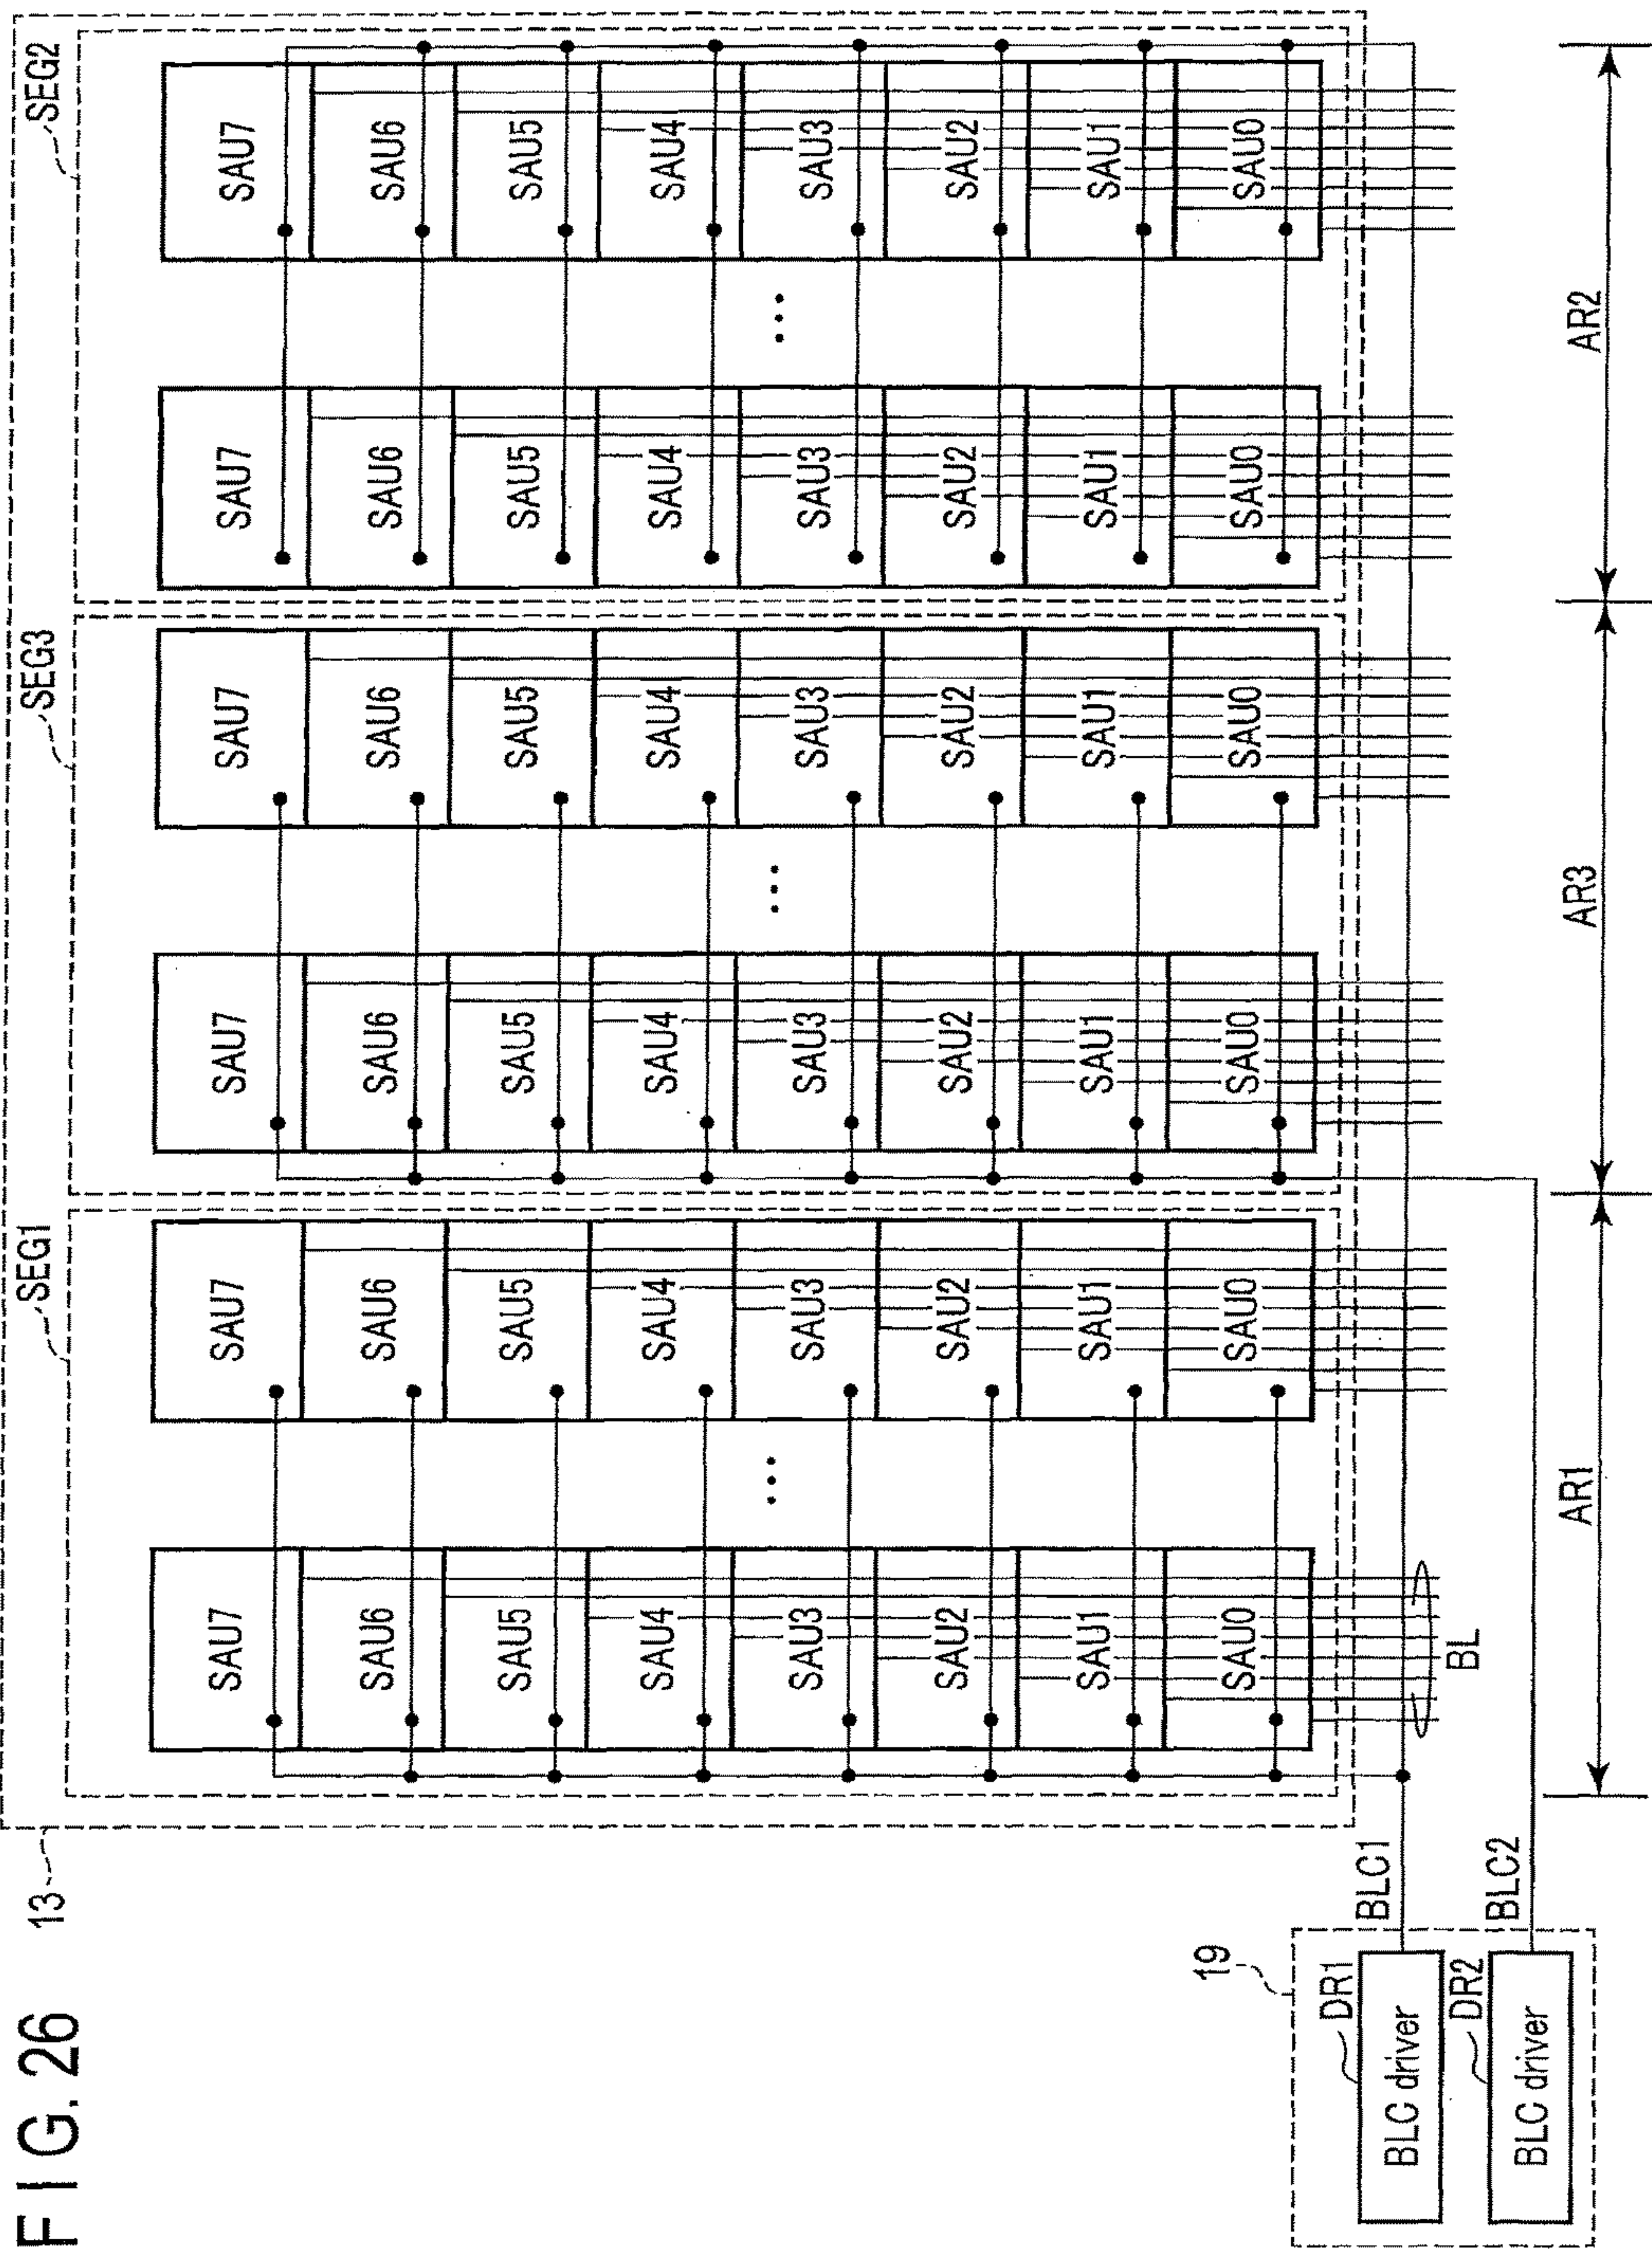 FIG. 26
13
SEG1
SEG3
SEG2
SAU7 SAU7 SAU7 SAU7 SAU7 SAU7
SAU6 SAU6 SAU6 SAU6 SAU6 SAU6
SAU5 SAU5 SAU5 SAU5 SAU5 SAU5
SAU4 SAU4 SAU4 SAU4 SAU4 SAU4
SAU3 SAU3 SAU3 SAU3 SAU3 SAU3
SAU2 SAU2 SAU2 SAU2 SAU2 SAU2
SAU1 SAU1 SAU1 SAU1 SAU1 SAU1
SAU0 SAU0 SAU0 SAU0 SAU0 SAU0
19
DR1
BLC driver
BLC1
DR2
BLC driver
BLC2
BL
AR1
AR3
AR2